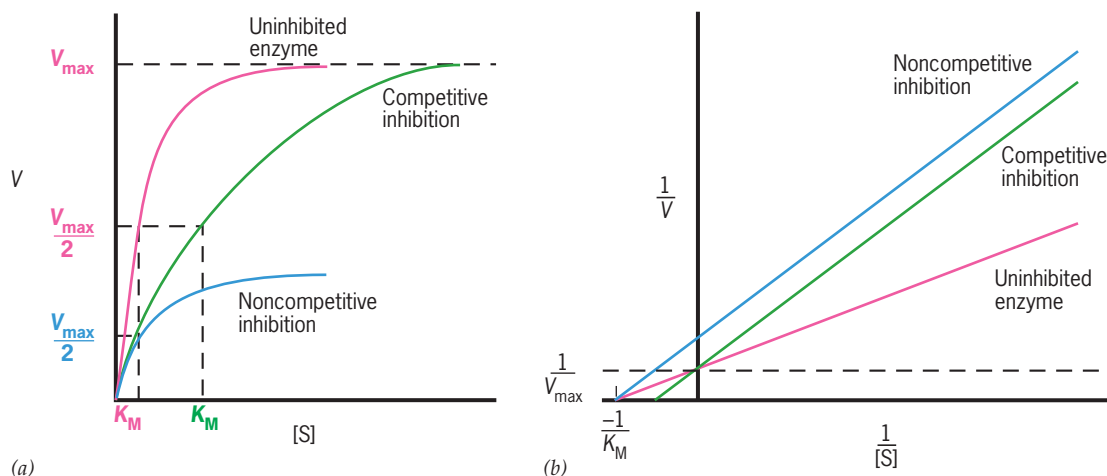 Uninhibited
enzyme
Vmax
Competitive
inhibition
V
Vmax
2
Noncompetitive
inhibition
Vmax
2
KM
KM
[S]
(a)
Noncompetitive
inhibition
Competitive
inhibition
1
V
Uninhibited
enzyme
1
Vmax
−1
KM
1
[S]
(b)